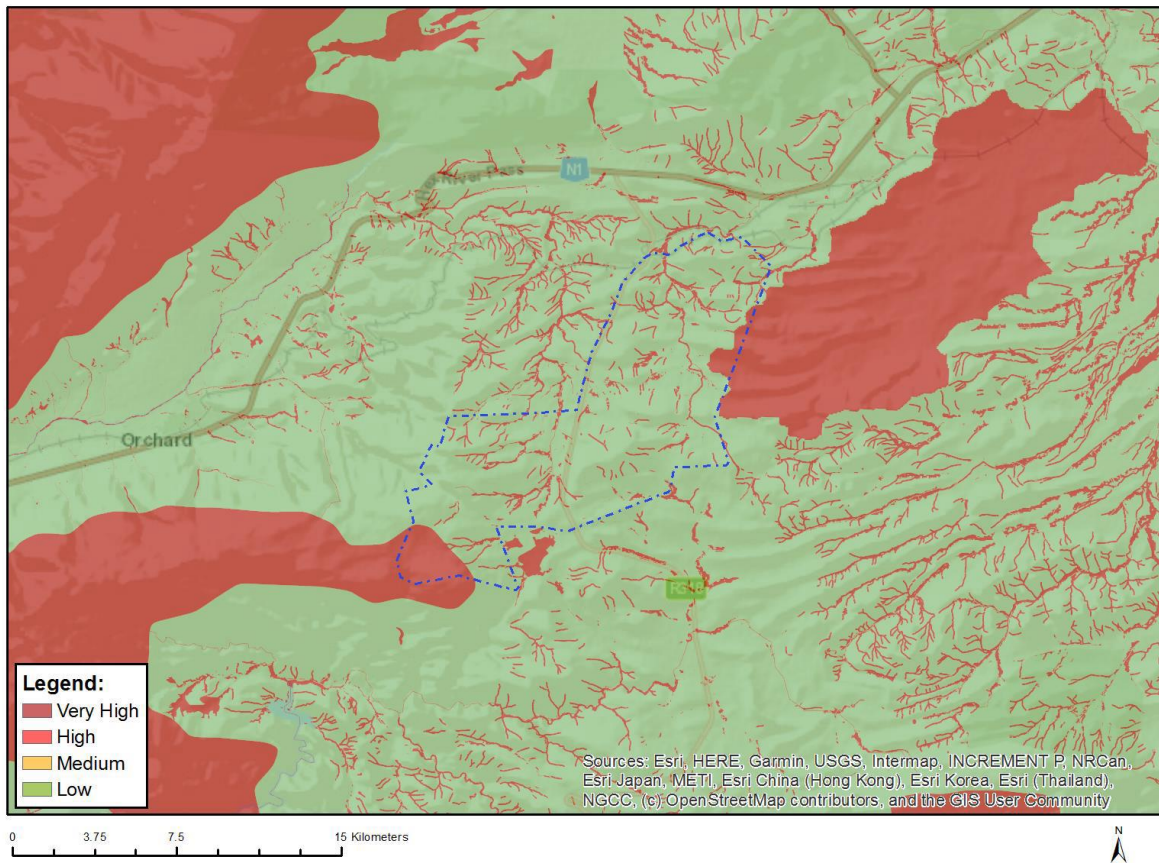 N1
River Pass
Orchard
Legend:
Very High
High
Medium
Low
Sources: Esri, HERE, Garmin, USGS, Intermap, INCREMENT P, NRCan,
Esri Japan, METI, Esri China (Hong Kong), Esri Korea, Esri (Thailand),
NGCC, (c) OpenStreetMap contributors, and the GIS User Community
0 3.75 7.5 15 Kilometers
N